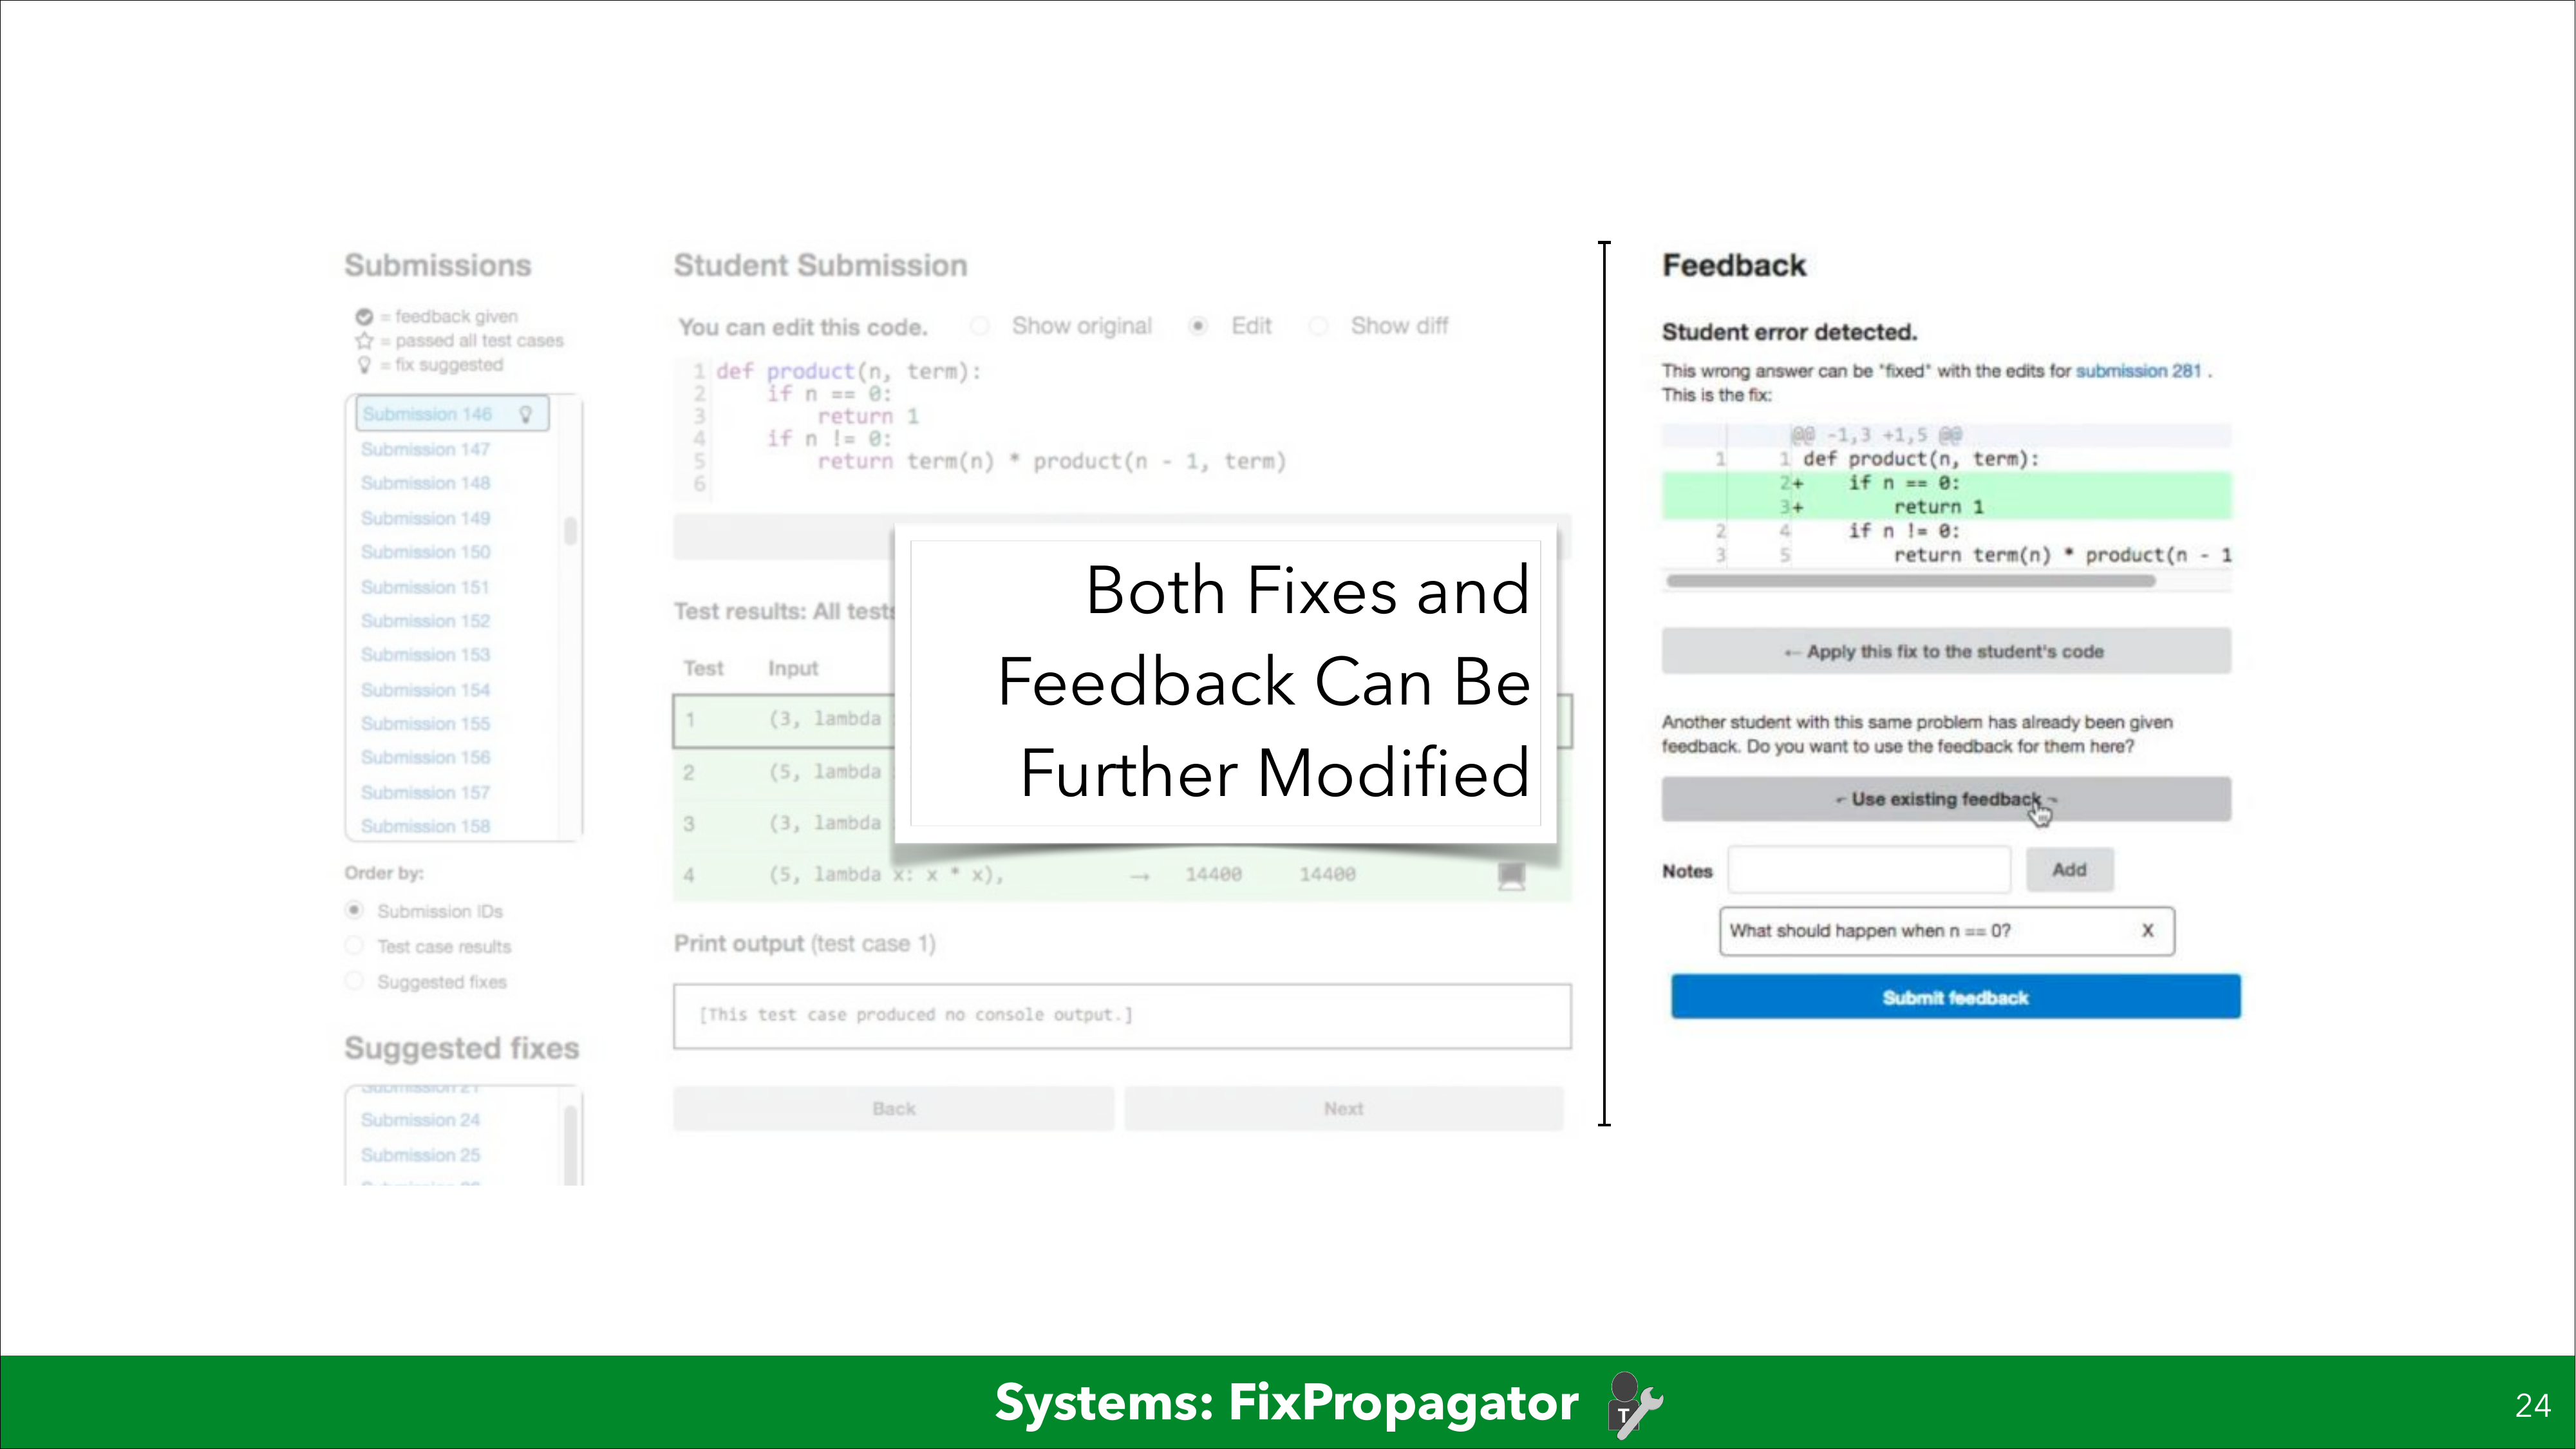 Submissions
= feedback given
= passed all test cases
= fix suggested
Submission 146
Submission 147
Submission 148
Submission 149
Submission 150
Submission 151
Submission 152
Submission 153
Submission 154
Submission 155
Submission 156
Submission 157
Submission 158
Order by:
Submission IDs
Test case results
Suggested fixes
Suggested fixes
Submission 21
Submission 24
Submission 25
Student Submission
You can edit this code. Show original Edit Show diff
1 def product(n, term):
2 if n == 0:
3 return 1
4 if n != 0:
5 return term(n) * product(n - 1, term)
6
Test results: All tests
Test Input
1 (3, lambda
2 (5, lambda
3 (3, lambda
4 (5, lambda x: x * x), → 14400 14400
Print output (test case 1)
[This test case produced no console output.]
Back Next
Both Fixes and
Feedback Can Be
Further Modified
Feedback
Student error detected.
This wrong answer can be "fixed" with the edits for submission 281 .
This is the fix:
@@ -1,3 +1,5 @@
1 1 def product(n, term):
2+ if n == 0:
3+ return 1
2 4 if n != 0:
3 5 return term(n) * product(n - 1
← Apply this fix to the student's code
Another student with this same problem has already been given
feedback. Do you want to use the feedback for them here?
Use existing feedback
Notes Add
What should happen when n == 0? X
Submit feedback
Systems: FixPropagator
T
24